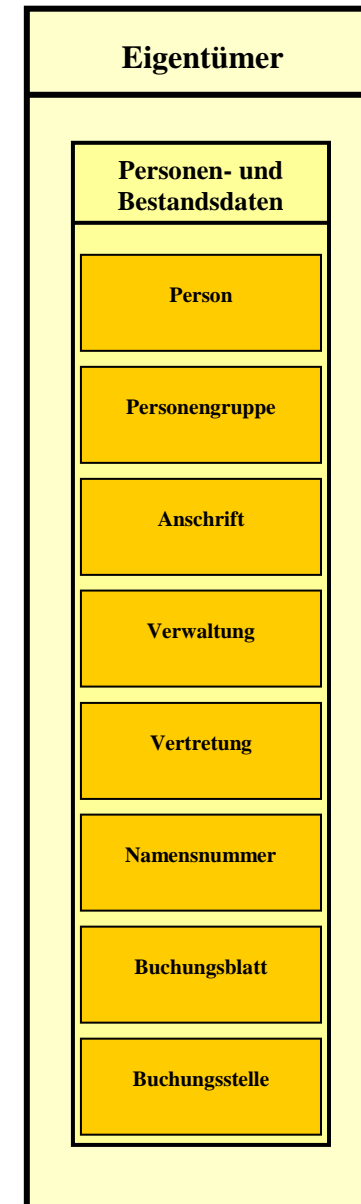 Eigentümer
Personen- und
Bestandsdaten
Person
Personengruppe
Anschrift
Verwaltung
Vertretung
Namensnummer
Buchungsblatt
Buchungsstelle